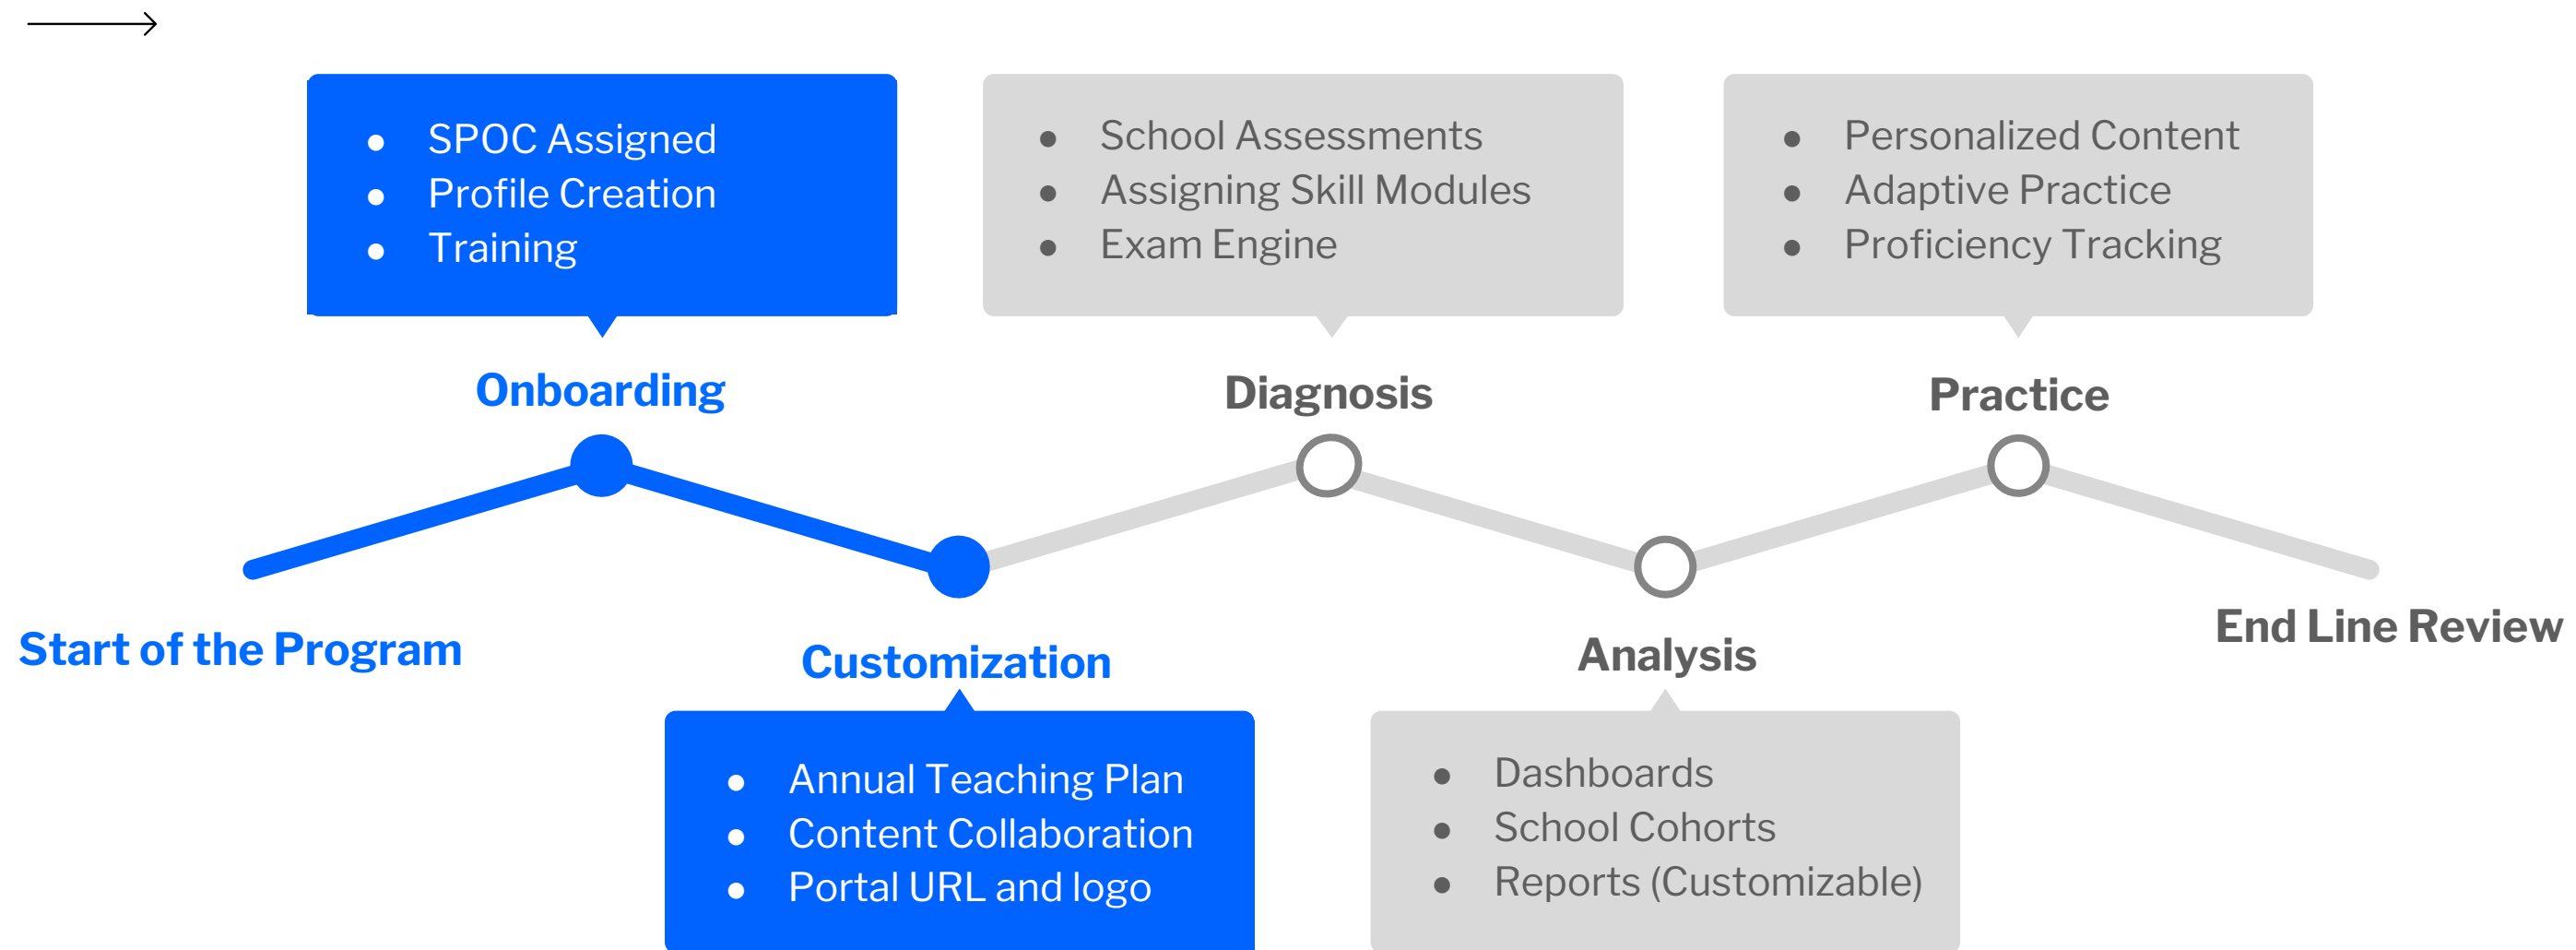 ● SPOC Assigned
● Profile Creation
● Training
Onboarding
● School Assessments
● Assigning Skill Modules
● Exam Engine
Diagnosis
● Personalized Content
● Adaptive Practice
● Proficiency Tracking
Practice
Start of the Program
Customization
● Annual Teaching Plan
● Content Collaboration
● Portal URL and logo
Analysis
● Dashboards
● School Cohorts
● Reports (Customizable)
End Line Review